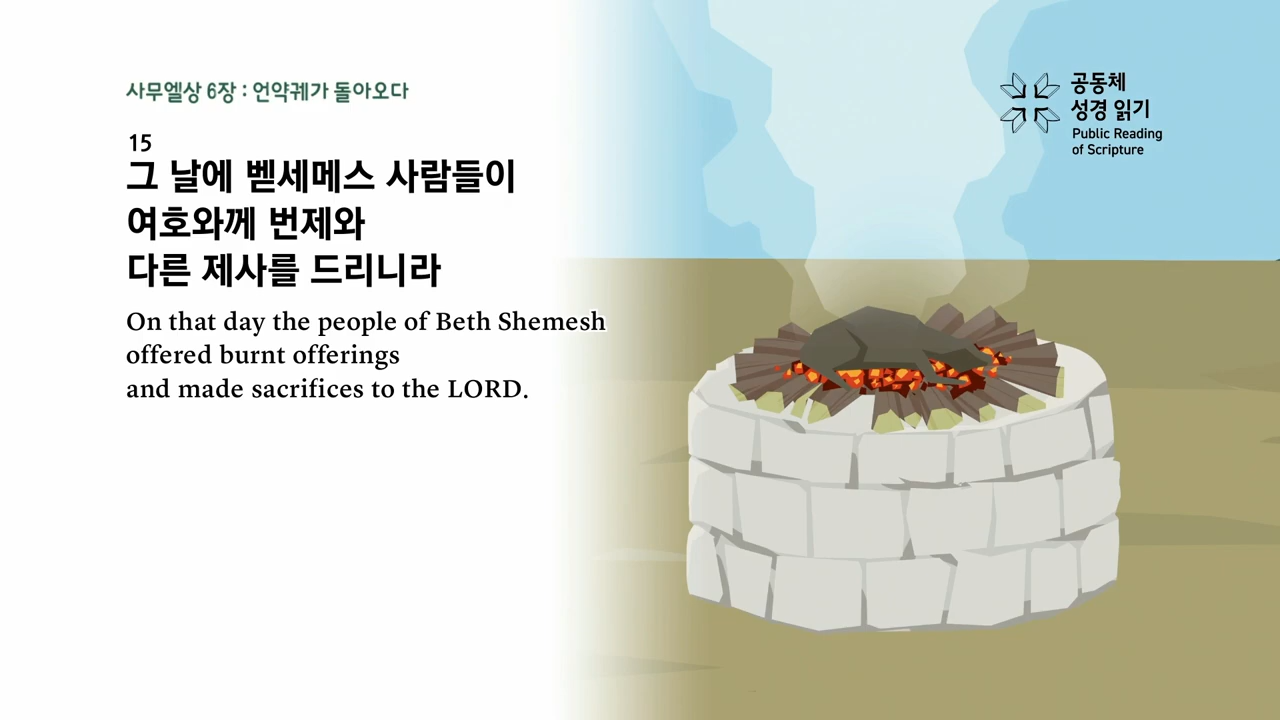 사무엘상 6장 : 언약궤가 돌아오다
15
그 날에 벧세메스 사람들이
여호와께 번제와
다른 제사를 드리니라
On that day the people of Beth Shemesh
offered burnt offerings
and made sacrifices to the LORD.
공동체
성경 읽기
Public Reading
of Scripture